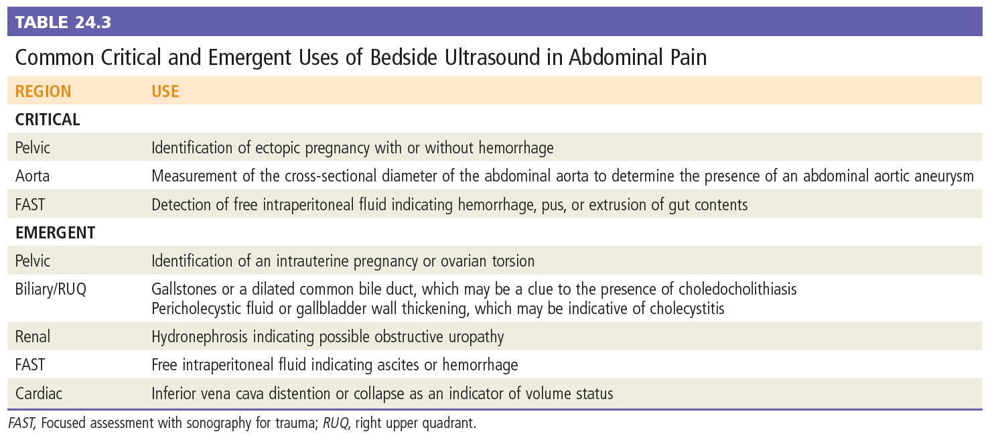 TABLE 24.3
Common Critical and Emergent Uses of Bedside Ultrasound in Abdominal Pain
REGION USE
CRITICAL
Pelvic Identification of ectopic pregnancy with or without hemorrhage
Aorta Measurement of the cross-sectional diameter of the abdominal aorta to determine the presence of an abdominal aortic aneurysm
FAST Detection of free intraperitoneal fluid indicating hemorrhage, pus, or extrusion of gut contents
EMERGENT
Pelvic Identification of an intrauterine pregnancy or ovarian torsion
Biliary/RUQ Gallstones or a dilated common bile duct, which may be a clue to the presence of choledocholithiasis
Pericholecystic fluid or gallbladder wall thickening, which may be indicative of cholecystitis
Renal Hydronephrosis indicating possible obstructive uropathy
FAST Free intraperitoneal fluid indicating ascites or hemorrhage
Cardiac Inferior vena cava distention or collapse as an indicator of volume status
FAST, Focused assessment with sonography for trauma; RUQ, right upper quadrant.